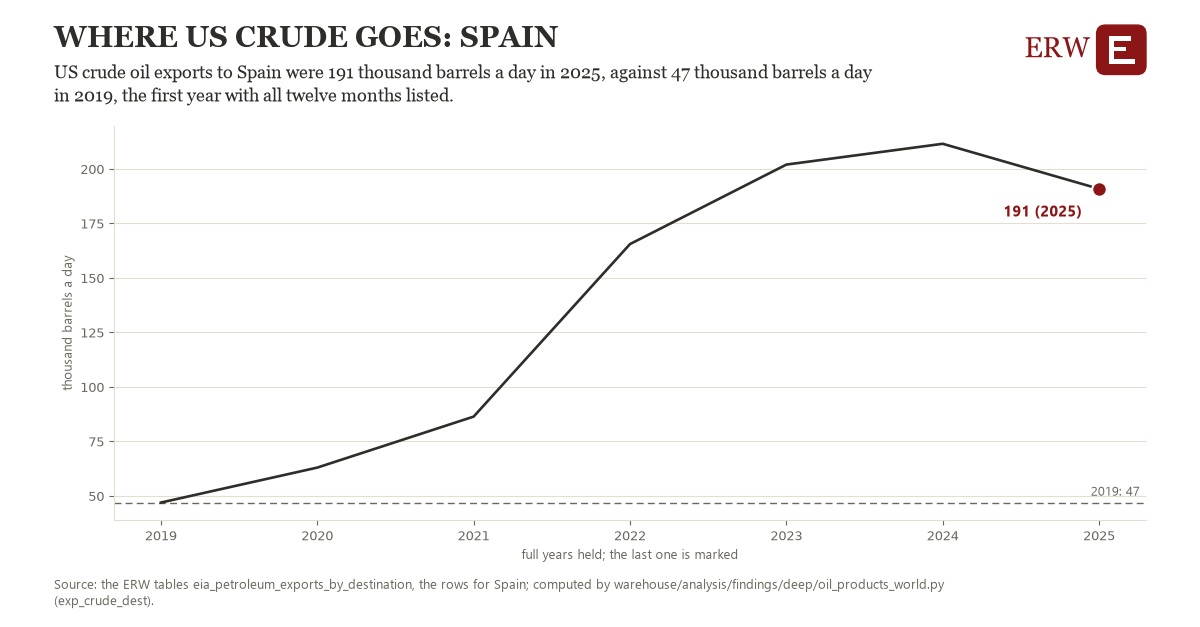 WHERE US CRUDE GOES: SPAIN
US crude oil exports to Spain were 191 thousand barrels a day in 2025, against 47 thousand barrels a day
in 2019, the first year with all twelve months listed.
ERW E
200
175
150
125
100
75
50
thousand barrels a day
191 (2025)
2019: 47
2019 2020 2021 2022 2023 2024 2025
full years held; the last one is marked
Source: the ERW tables eia_petroleum_exports_by_destination, the rows for Spain; computed by warehouse/analysis/findings/deep/oil_products_world.py
(exp_crude_dest).